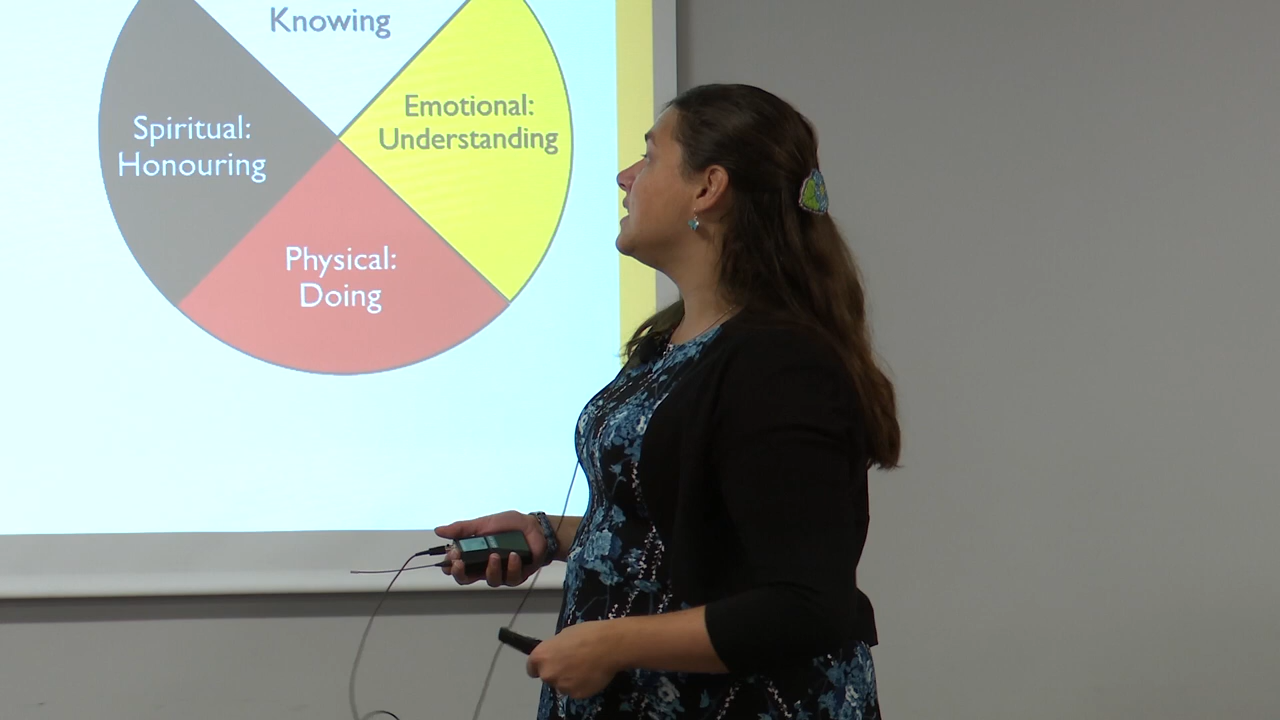 Knowing
Spiritual:
Honouring
Emotional:
Understanding
Physical:
Doing